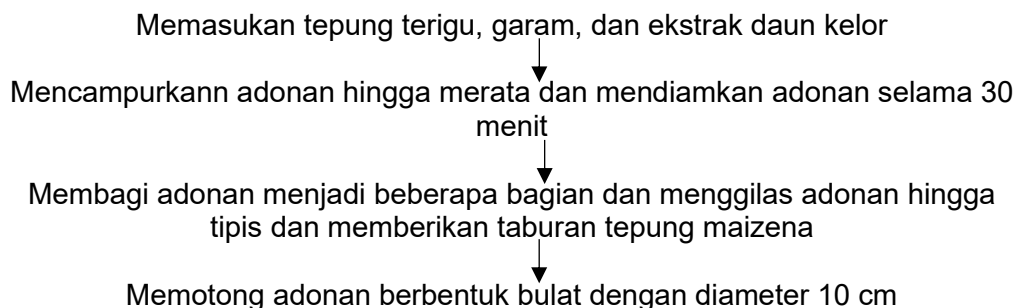 Memasukan tepung terigu, garam, dan ekstrak daun kelor
Mencampurkann adonan hingga merata dan mendiamkan adonan selama 30
menit
Membagi adonan menjadi beberapa bagian dan menggilas adonan hingga
tipis dan memberikan taburan tepung maizena
Memotong adonan berbentuk bulat dengan diameter 10 cm